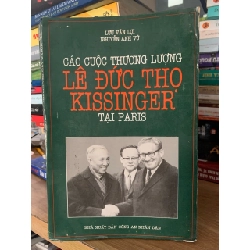 LƯU VĂN LỢI
NGUYỄN ANH VŨ
CÁC CUỘC THƯƠNG LƯỢNG
LÊ ĐỨC THỌ
KISSINGER
TẠI PARIS
NHÀ XUẤT BẢN CÔNG AN NHÂN DÂN